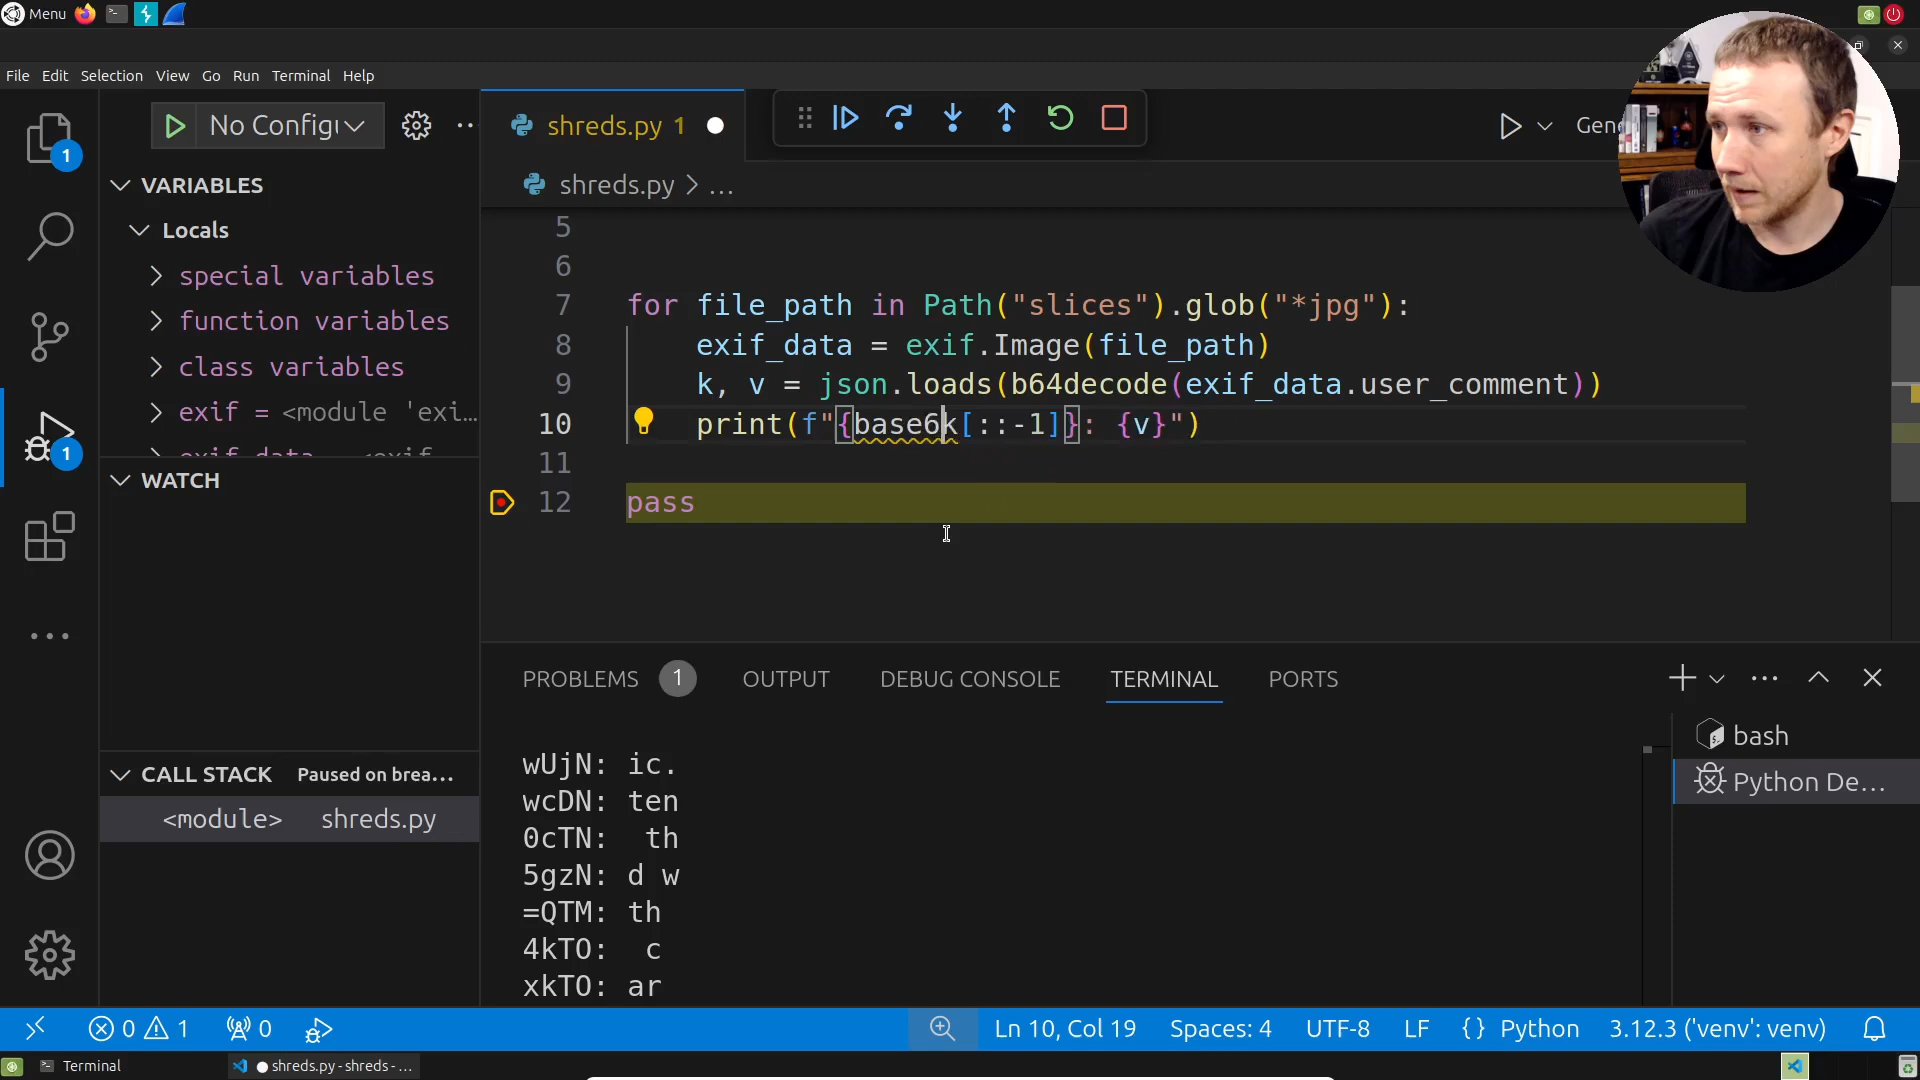 Menu
File Edit Selection View Go Run Terminal Help
No Config
shreds.py 1
Gen
1
VARIABLES
shreds.py > ...
Locals
5
special variables
6
function variables
7 for file_path in Path("slices").glob("*jpg"):
8 exif_data = exif.Image(file_path)
class variables
9 k, v = json.loads(b64decode(exif_data.user_comment))
exif = <module 'exi...
10 print(f"{base6k[::-1]}: {v}")
1
11
WATCH
12 pass
PROBLEMS 1 OUTPUT DEBUG CONSOLE TERMINAL PORTS
bash
wUjN: ic.
CALL STACK Paused on brea...
Python De...
wcDN: ten
<module> shreds.py
0cTN:  th
5gzN: d w
=QTM: th
4kTO:  c
xkTO: ar
0 1 0 Ln 10, Col 19 Spaces: 4 UTF-8 LF {} Python 3.12.3 ('venv': venv)
Terminal
shreds.py - shreds - ...